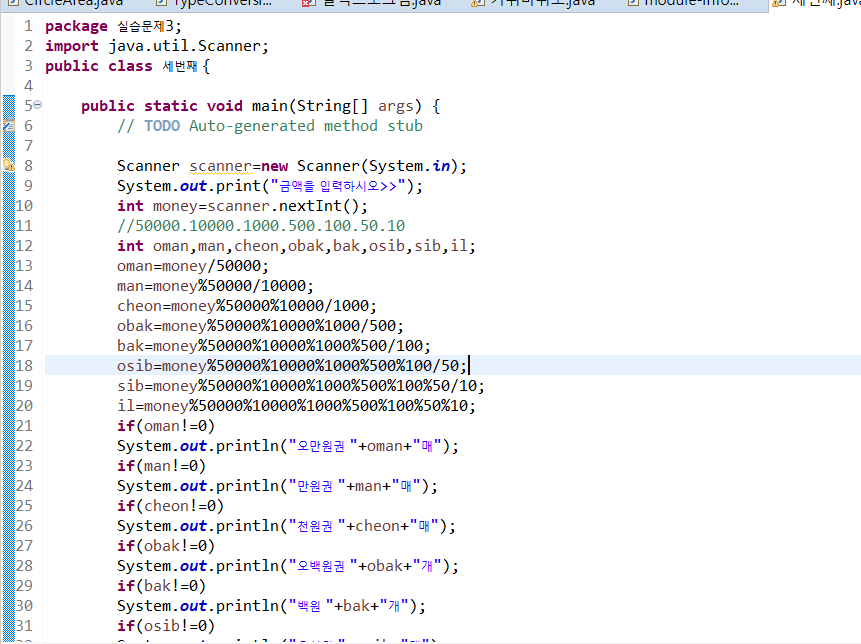 CircleArea.java TypeConversi... .java 가위바위보.java module-info... 세번째.java
1 package 실습문제3;
2 import java.util.Scanner;
3 public class 세번째 {
4
5 public static void main(String[] args) {
6 // TODO Auto-generated method stub
7
8 Scanner scanner=new Scanner(System.in);
9 System.out.print("금액을 입력하시오>>");
10 int money=scanner.nextInt();
11 //50000.10000.1000.500.100.50.10
12 int oman,man,cheon,obak,bak,osib,sib,il;
13 oman=money/50000;
14 man=money%50000/10000;
15 cheon=money%50000%10000/1000;
16 obak=money%50000%10000%1000/500;
17 bak=money%50000%10000%1000%500/100;
18 osib=money%50000%10000%1000%500%100/50;
19 sib=money%50000%10000%1000%500%100%50/10;
20 il=money%50000%10000%1000%500%100%50%10;
21 if(oman!=0)
22 System.out.println("오만원권 "+oman+"매");
23 if(man!=0)
24 System.out.println("만원권 "+man+"매");
25 if(cheon!=0)
26 System.out.println("천원권 "+cheon+"매");
27 if(obak!=0)
28 System.out.println("오백원권 "+obak+"개");
29 if(bak!=0)
30 System.out.println("백원 "+bak+"개");
31 if(osib!=0)